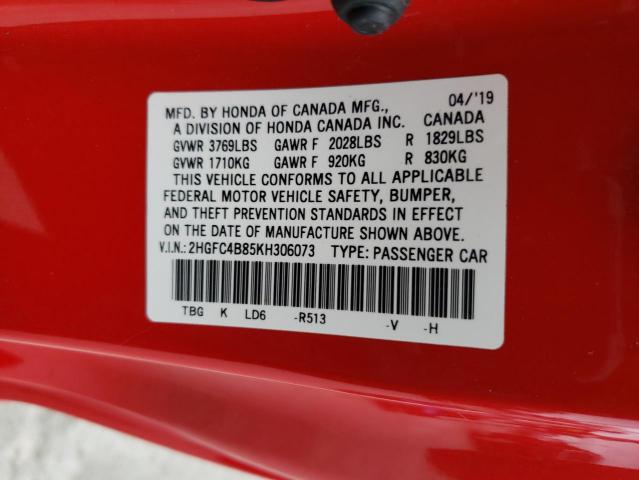 MFD. BY HONDA OF CANADA MFG., 04/'19
A DIVISION OF HONDA CANADA INC. CANADA
GVWR 3769LBS GAWR F 2028LBS R 1829LBS
GVWR 1710KG GAWR F 920KG R 830KG
THIS VEHICLE CONFORMS TO ALL APPLICABLE
FEDERAL MOTOR VEHICLE SAFETY, BUMPER,
AND THEFT PREVENTION STANDARDS IN EFFECT
ON THE DATE OF MANUFACTURE SHOWN ABOVE.
V.I.N.: 2HGFC4B85KH306073 TYPE: PASSENGER CAR
TBG K LD6 -R513 -V -H